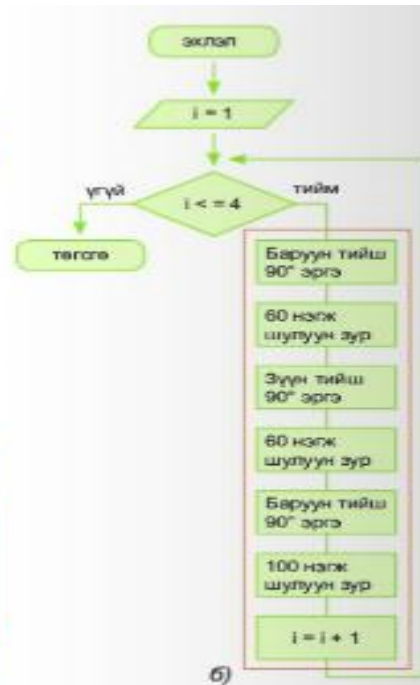 эхлэл
i = 1
үгүй
тийм
i < = 4
төгсгө
Баруун тийш
90° эргэ
60 нэгж
шулуун зур
Зүүн тийш
90° эргэ
60 нэгж
шулуун зур
Баруун тийш
90° эргэ
100 нэгж
шулуун зур
i = i + 1
б)